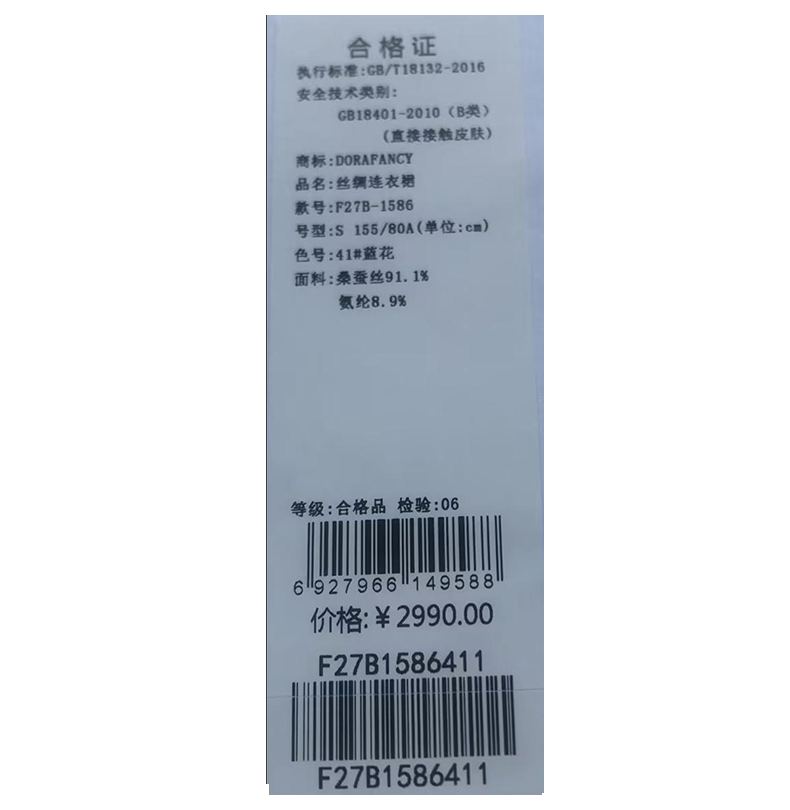 合格证
执行标准:GB/T18132-2016
安全技术类别:
GB18401-2010（B类）
(直接接触皮肤)
商标:DORAFANCY
品名:丝绸连衣裙
款号:F27B-1586
号型:S 155/80A(单位:cm)
色号:41#蓝花
面料:桑蚕丝91.1%
氨纶8.9%
等级:合格品 检验:06
6 927966 149588
价格:￥2990.00
F27B1586411
F27B1586411